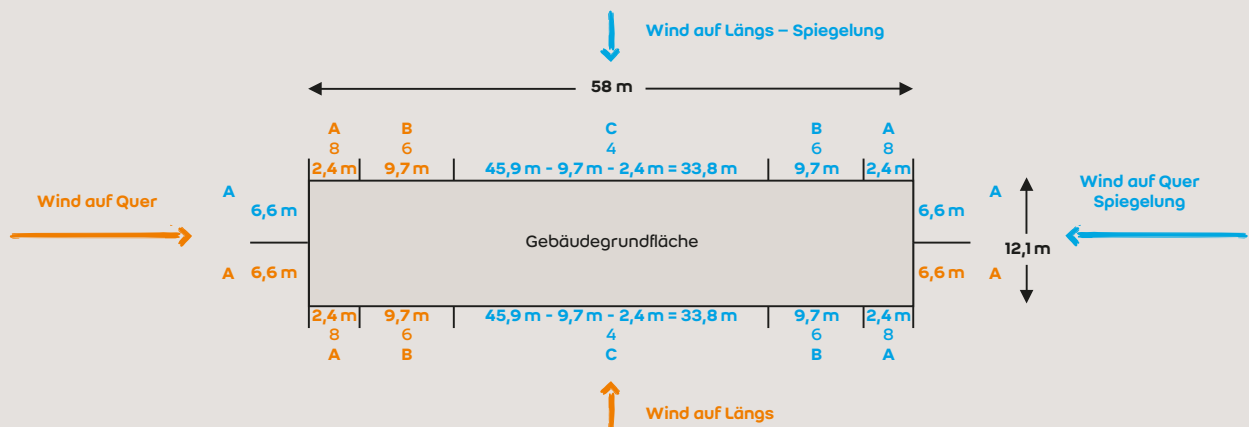 Wind auf Längs – Spiegelung
58 m
A B C B A
8 6 4 6 8
2,4 m 9,7 m 45,9 m - 9,7 m - 2,4 m = 33,8 m 9,7 m 2,4 m
Wind auf Quer
A
6,6 m
A 6,6 m
Gebäudegrundfläche
A
6,6 m
6,6 m A
12,1 m
Wind auf Quer
Spiegelung
2,4 m 9,7 m 45,9 m - 9,7 m - 2,4 m = 33,8 m 9,7 m 2,4 m
8 6 4 6 8
A B C B A
Wind auf Längs